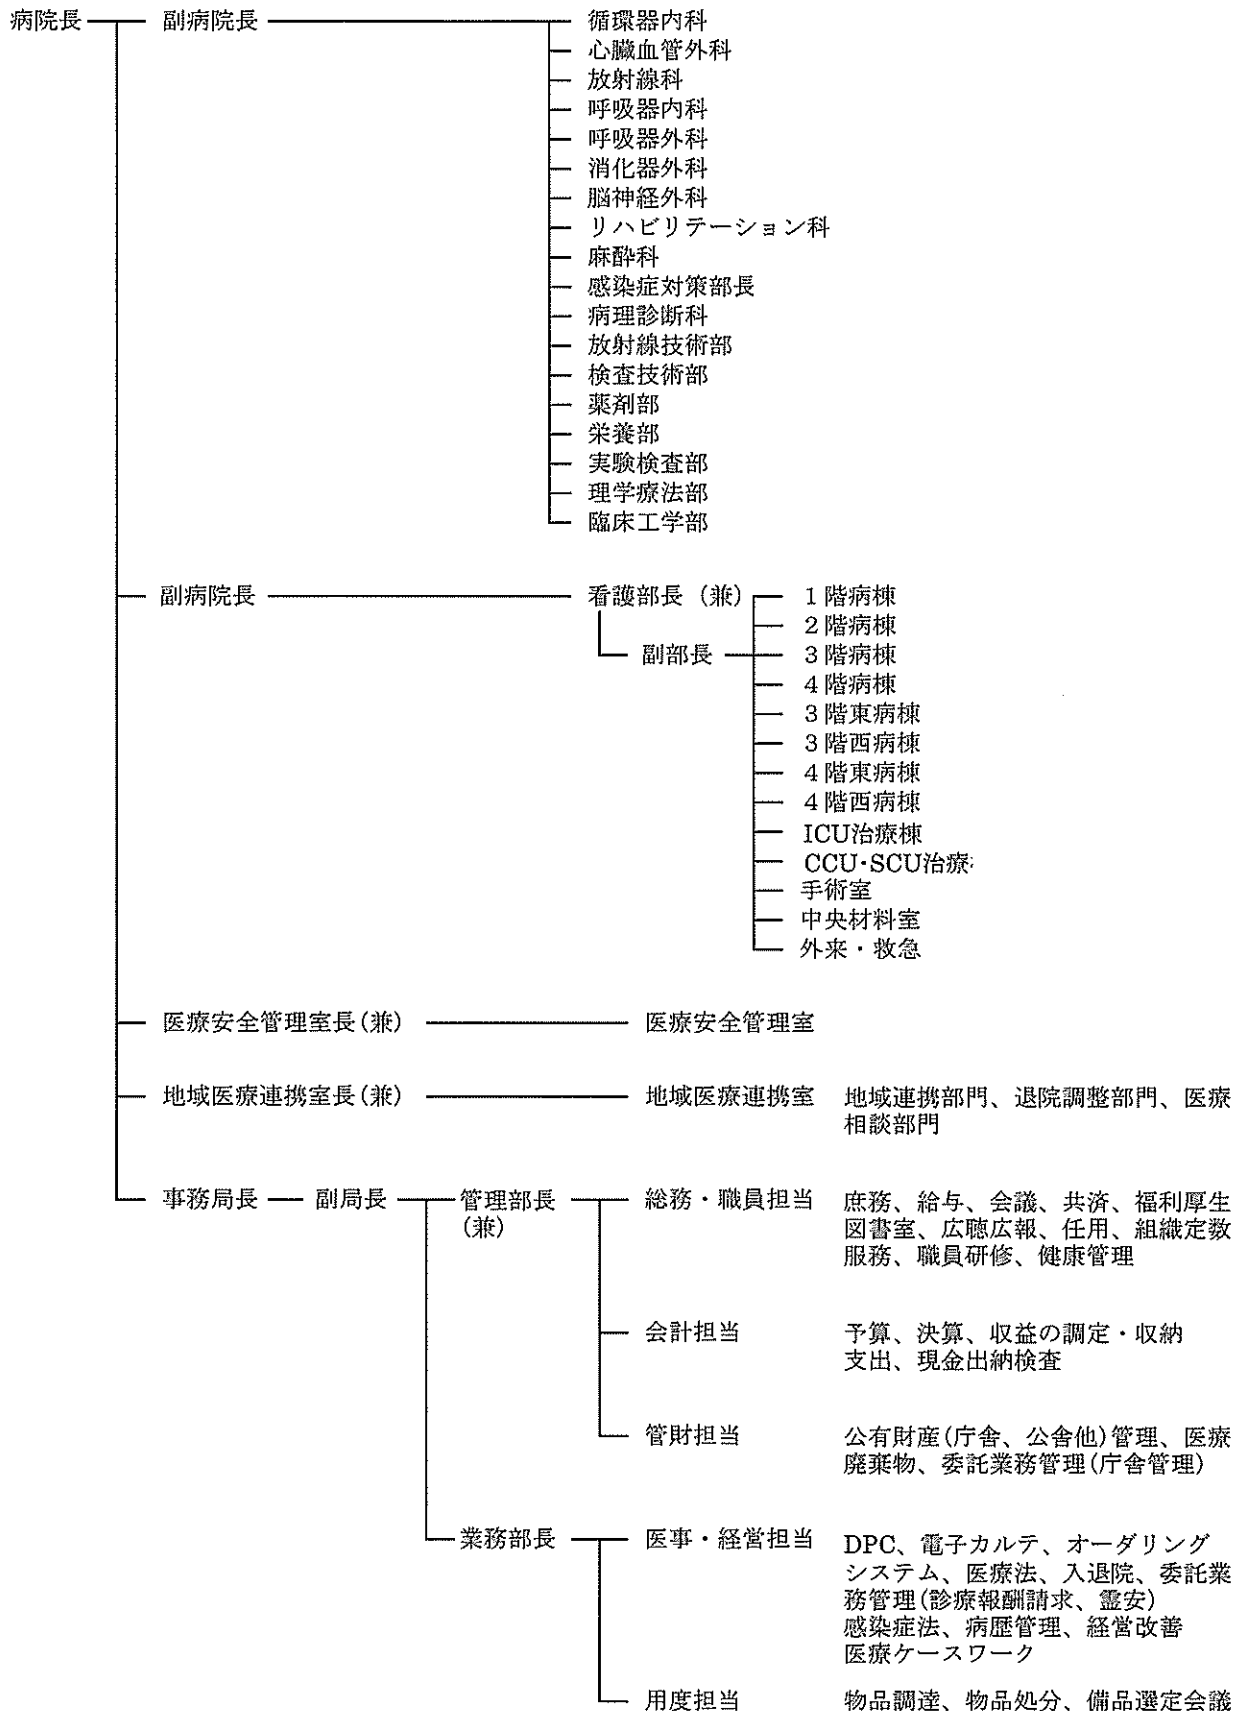 病院長 副病院長 循環器内科
心臓血管外科
放射線科
呼吸器内科
呼吸器外科
消化器外科
脳神経外科
リハビリテーション科
麻酔科
感染症対策部長
病理診断科
放射線技術部
検査技術部
薬剤部
栄養部
実験検査部
理学療法部
臨床工学部
副病院長 看護部長(兼) 1階病棟
2階病棟
副部長 3階病棟
4階病棟
3階東病棟
3階西病棟
4階東病棟
4階西病棟
ICU治療棟
CCU・SCU治療
手術室
中央材料室
外来・救急
医療安全管理室長(兼) 医療安全管理室
地域医療連携室長(兼) 地域医療連携室 地域連携部門、退院調整部門、医療
相談部門
事務局長 副局長 管理部長 総務・職員担当 庶務、給与、会議、共済、福利厚生
(兼) 図書室、広聴広報、任用、組織定数
服務、職員研修、健康管理
会計担当 予算、決算、収益の調定・収納
支出、現金出納検査
管財担当 公有財産(庁舎、公舎他)管理、医療
廃棄物、委託業務管理(庁舎管理)
業務部長 医事・経営担当 DPC、電子カルテ、オーダリング
システム、医療法、入退院、委託業
務管理(診療報酬請求、霊安)
感染症法、病歴管理、経営改善
医療ケースワーク
用度担当 物品調達、物品処分、備品選定会議